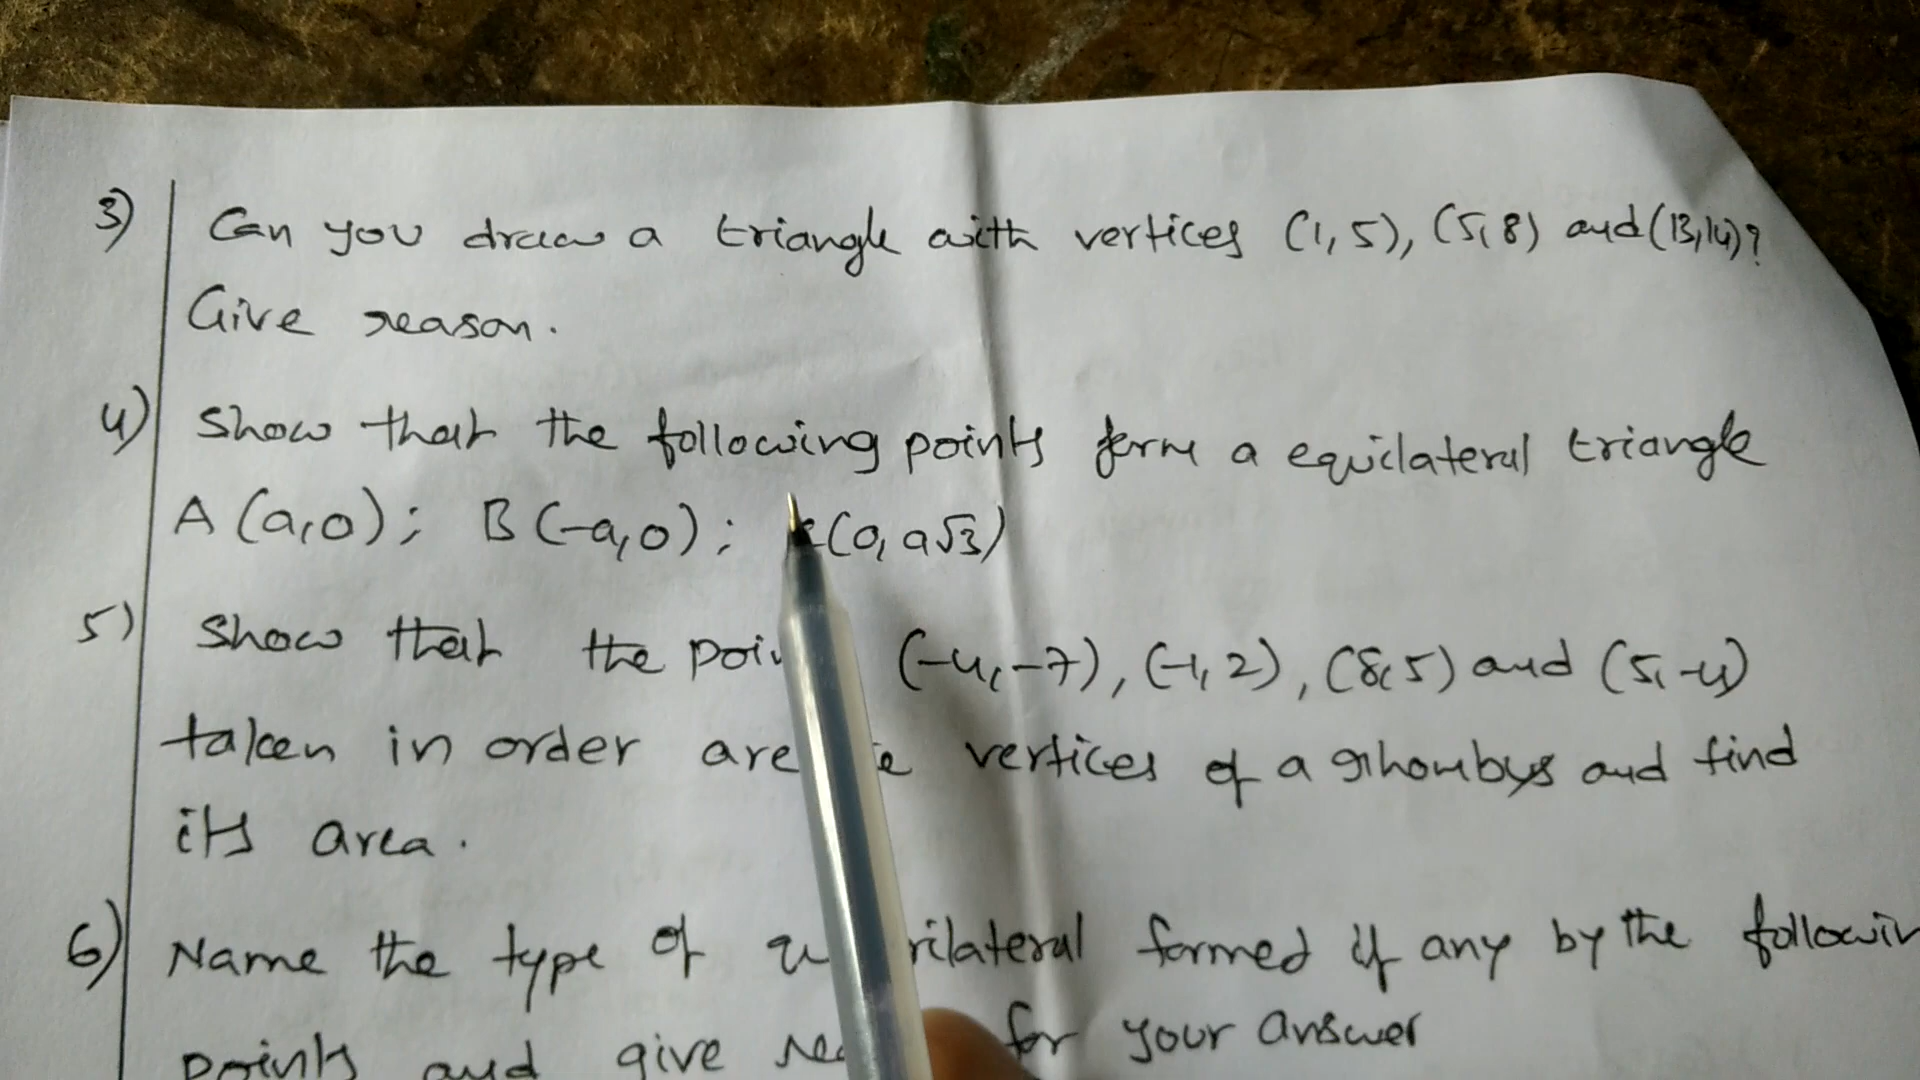 3) Can you draw a triangle with vertices (1,5), (5,8) and (13,14)?
Give reason.
4) Show that the following points form a equilateral triangle
A (a,0); B (-a,0); (0, a√3)
5) Show that the (-4,-7), (-1,2), (8,5) and (5,-4)
taken in order are vertices of a rhombus and find
its area.
6) Name the type of formed if any by the
points and give for your answer